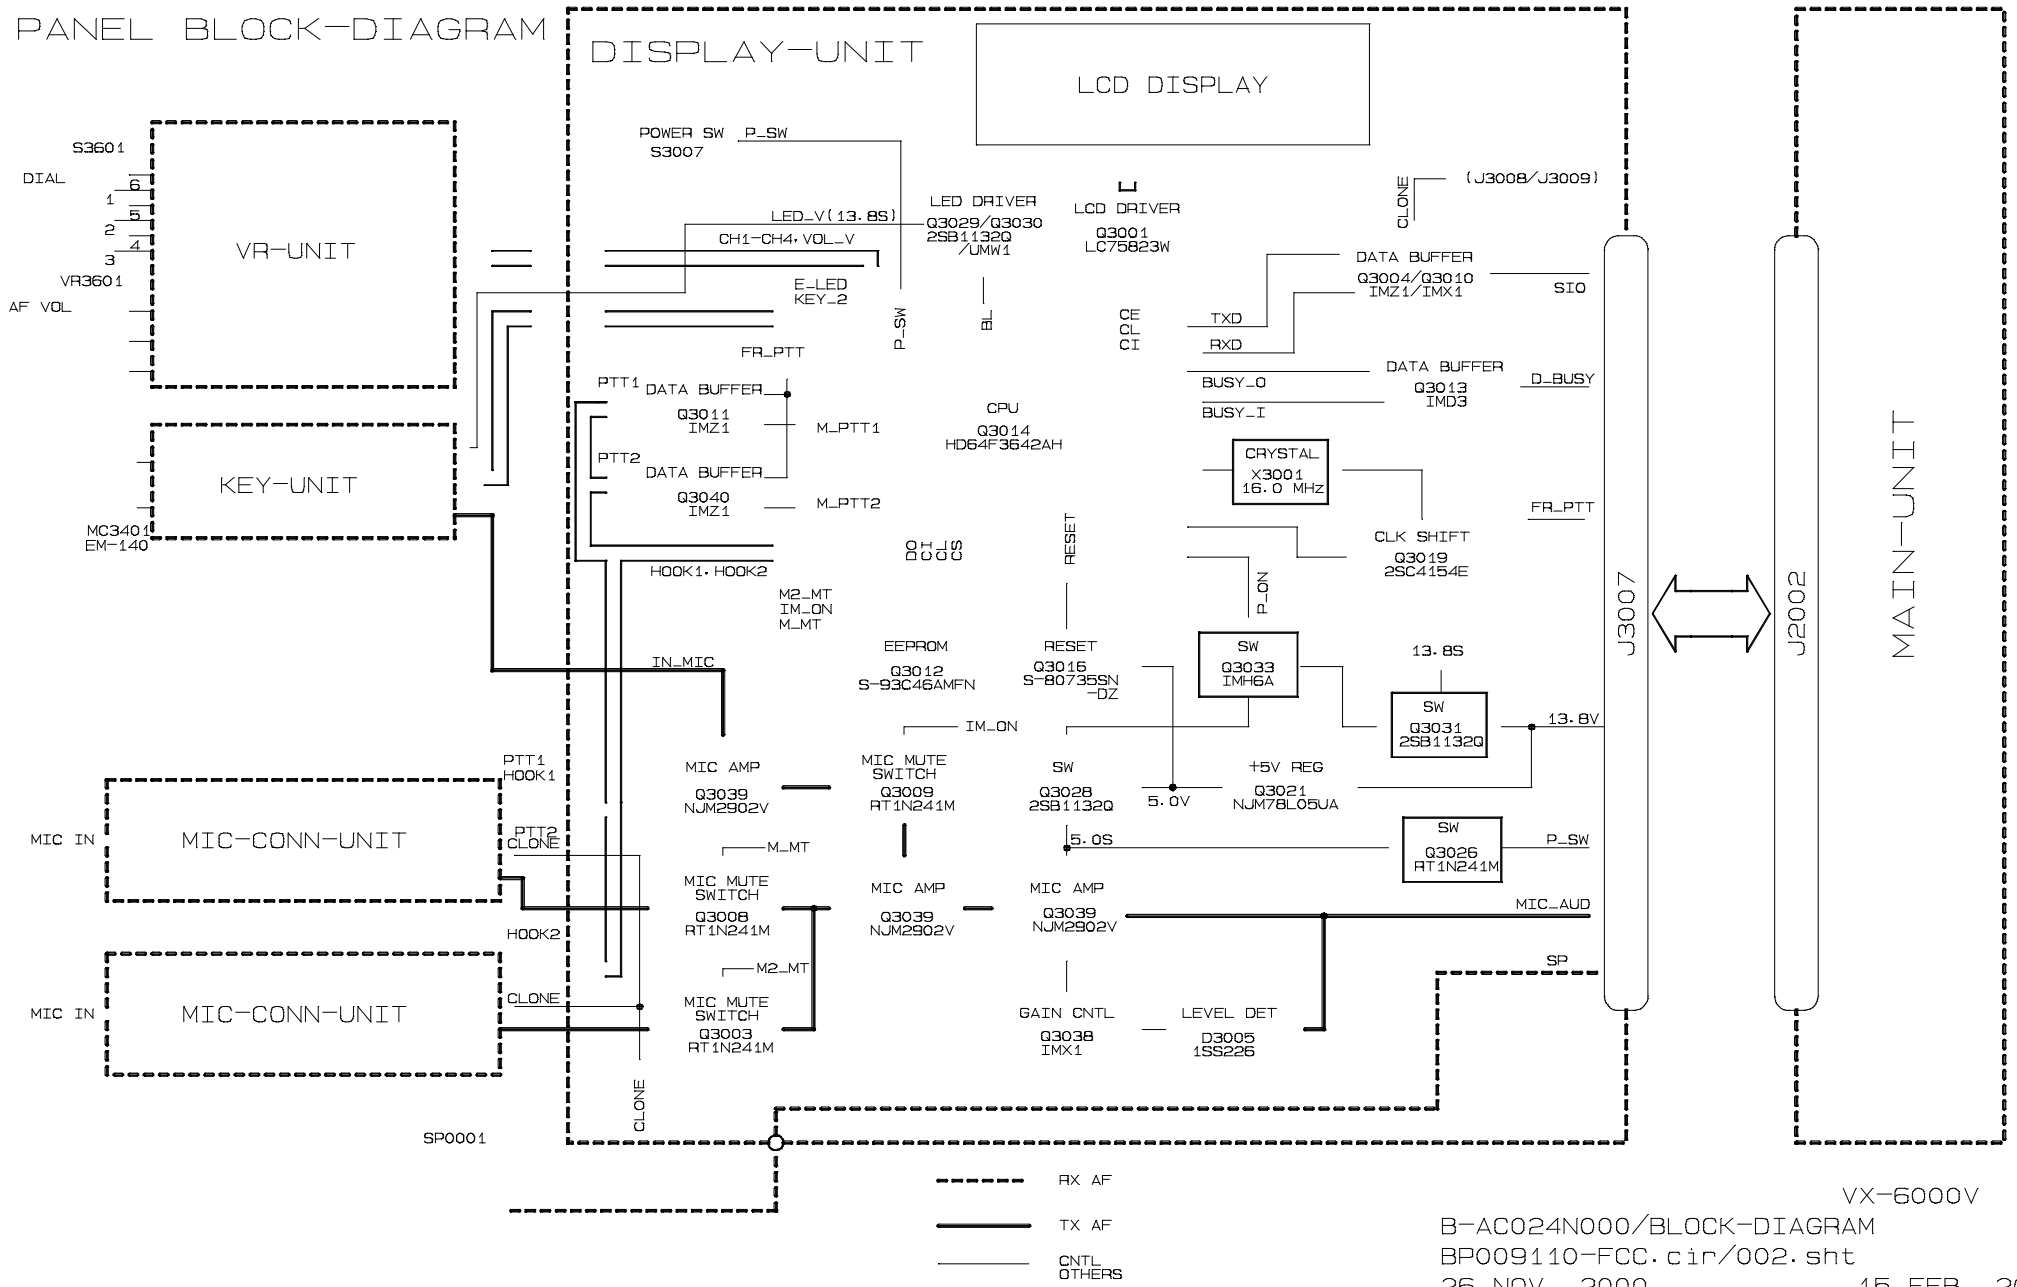 PANEL BLOCK-DIAGRAM
DISPLAY-UNIT
LCD DISPLAY
S3601
DIAL
6
1
5
2
4
3
VR3601
AF VOL
VR-UNIT
KEY-UNIT
MC3401
EM-140
POWER SW
S3007
P_SW
LED_V(13.8S)
CH1-CH4,VOL_V
LED DRIVER
Q3029/Q3030
2SB1132Q
/UMW1
LCD DRIVER
Q3001
LC75823W
CLONE
(J3008/J3009)
DATA BUFFER
Q3004/Q3010
IMZ1/IMX1
SIO
E_LED
KEY_2
P_SW
BL
CE
CL
CI
TXD
RXD
FR_PTT
PTT1
DATA BUFFER
Q3011
IMZ1
M_PTT1
PTT2
DATA BUFFER
Q3040
IMZ1
M_PTT2
CPU
Q3014
HD64F3642AH
BUSY_O
BUSY_I
DATA BUFFER
Q3013
IMD3
D_BUSY
CRYSTAL
X3001
16.0 MHz
FR_PTT
CLK SHIFT
Q3019
2SC4154E
RESET
DO
DI
CL
CS
HOOK1.HOOK2
M2_MT
IM_ON
M_MT
P_ON
J3007
J2002
MAIN-UNIT
IN_MIC
EEPROM
Q3012
S-93C46AMFN
RESET
Q3016
S-80735SN
-DZ
SW
Q3033
IMH6A
13.8S
SW
Q3031
2SB1132Q
13.8V
IM_ON
PTT1
HOOK1
MIC AMP
Q3039
NJM2902V
MIC MUTE
SWITCH
Q3009
RT1N241M
SW
Q3028
2SB1132Q
5.0V
+5V REG
Q3021
NJM78L05UA
MIC IN
MIC-CONN-UNIT
PTT2
CLONE
M_MT
5.0S
SW
Q3026
RT1N241M
P_SW
MIC MUTE
SWITCH
Q3008
RT1N241M
MIC AMP
Q3039
NJM2902V
MIC AMP
Q3039
NJM2902V
MIC_AUD
HOOK2
M2_MT
SP
MIC IN
MIC-CONN-UNIT
CLONE
MIC MUTE
SWITCH
Q3003
RT1N241M
GAIN CNTL
Q3038
IMX1
LEVEL DET
D3005
1SS226
CLONE
SP0001
RX AF
TX AF
CNTL
OTHERS
VX-6000V
B-AC024N000/BLOCK-DIAGRAM
BP009110-FCC.cir/002.sht
26 NOV. 2000
15 FEB